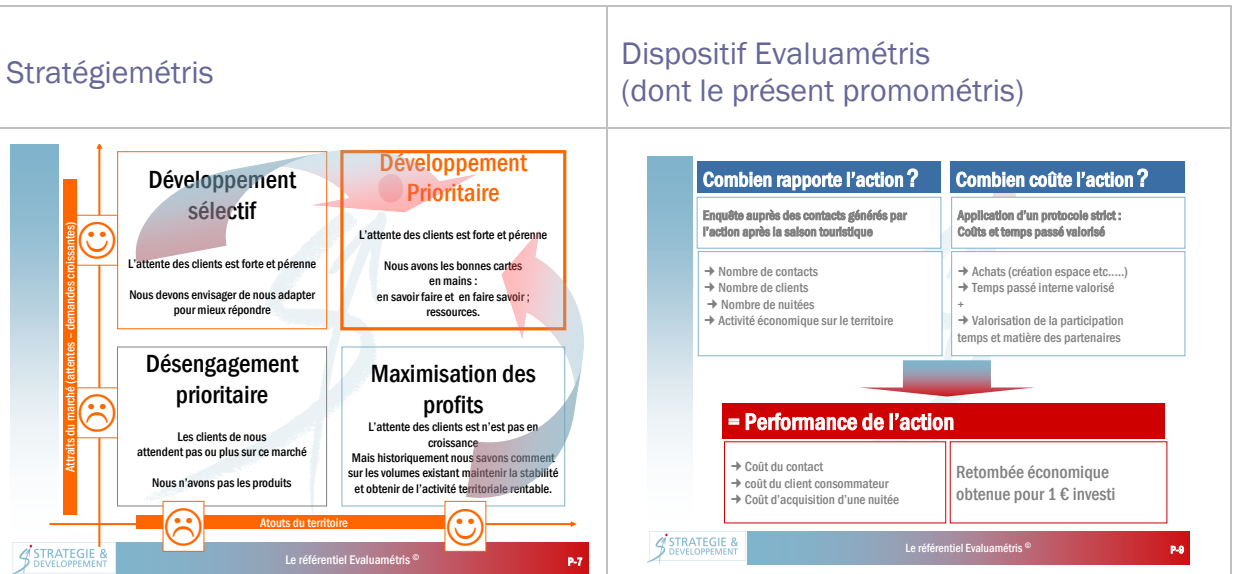 Stratégiemétris
Dispositif Evaluamétris
(dont le présent promométris)
Attraits du marché (attentes – demandes croissantes)
Développement
sélectif
L'attente des clients est forte et pérenne
Nous devons envisager de nous adapter
pour mieux répondre
Développement
Prioritaire
L'attente des clients est forte et pérenne
Nous avons les bonnes cartes
en mains :
en savoir faire et en faire savoir ;
ressources.
Désengagement
prioritaire
Les clients de nous
attendent pas ou plus sur ce marché
Nous n'avons pas les produits
Maximisation des
profits
L'attente des clients est n'est pas en
croissance
Mais historiquement nous savons comment
sur les volumes existant maintenir la stabilité
et obtenir de l'activité territoriale rentable.
Atouts du territoire
STRATEGIE &
DEVELOPPEMENT
Le référentiel Evaluamétris ©
P-7
Combien rapporte l'action ?
Enquête auprès des contacts générés par
l'action après la saison touristique
➔ Nombre de contacts
➔ Nombre de clients
➔ Nombre de nuitées
➔ Activité économique sur le territoire
Combien coûte l'action ?
Application d'un protocole strict :
Coûts et temps passé valorisé
➔ Achats (création espace etc.....)
➔ Temps passé interne valorisé
+
➔ Valorisation de la participation
temps et matière des partenaires
= Performance de l'action
➔ Coût du contact
➔ coût du client consommateur
➔ Coût d'acquisition d'une nuitée
Retombée économique
obtenue pour 1 € investi
STRATEGIE &
DEVELOPPEMENT
Le référentiel Evaluamétris ©
P-9